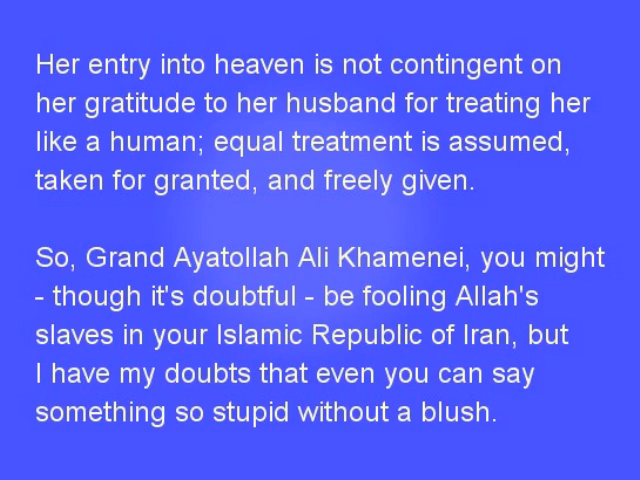 Her entry into heaven is not contingent on
her gratitude to her husband for treating her
like a human; equal treatment is assumed,
taken for granted, and freely given.
So, Grand Ayatollah Ali Khamenei, you might
- though it's doubtful - be fooling Allah's
slaves in your Islamic Republic of Iran, but
I have my doubts that even you can say
something so stupid without a blush.